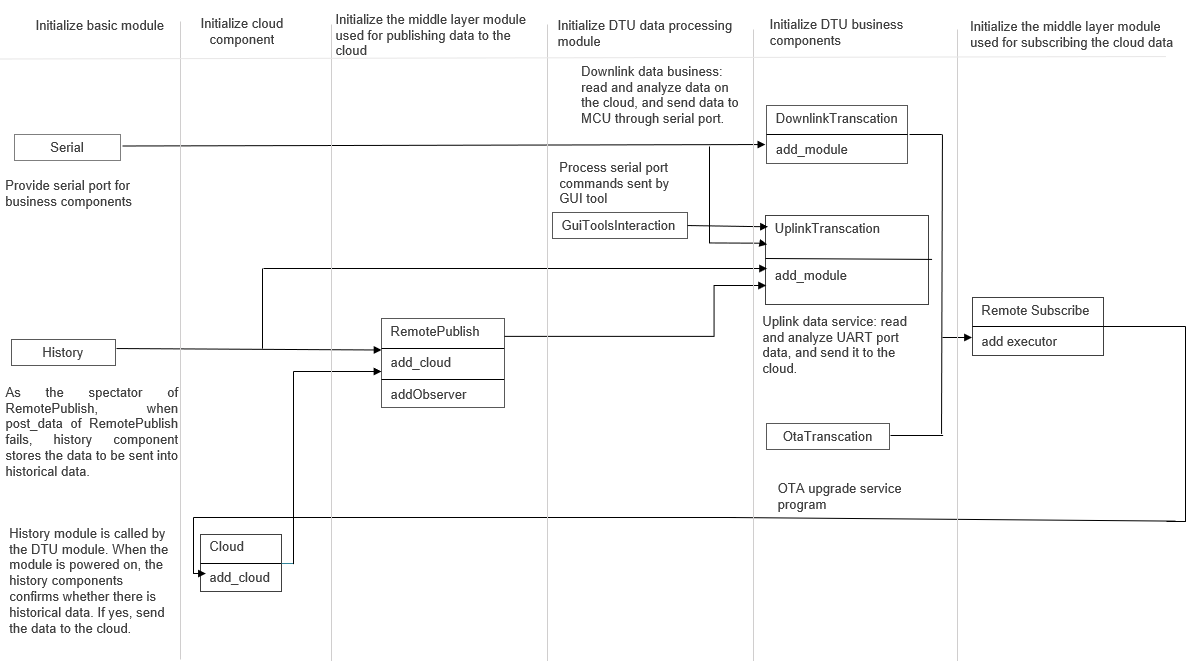 Initialize basic module
Initialize cloud
component
Initialize the middle layer module
used for publishing data to the
cloud
Initialize DTU data processing
module
Initialize DTU business
components
Initialize the middle layer module
used for subscribing the cloud data
Downlink data business:
read and analyze data on
the cloud, and send data to
MCU through serial port.
DownlinkTranscation
add_module
Serial
Provide serial port for
business components
Process serial port
commands sent by
GUI tool
GuiToolsInteraction
UplinkTranscation
add_module
Uplink data service: read
and analyze UART port
data, and send it to the
cloud.
Remote Subscribe
add executor
RemotePublish
add_cloud
addObserver
History
As the spectator of
RemotePublish, when
post_data of RemotePublish
fails, history component
stores the data to be sent into
historical data.
OtaTranscation
OTA upgrade service
program
History module is called by
the DTU module. When the
module is powered on, the
history components
confirms whether there is
historical data. If yes, send
the data to the cloud.
Cloud
add_cloud